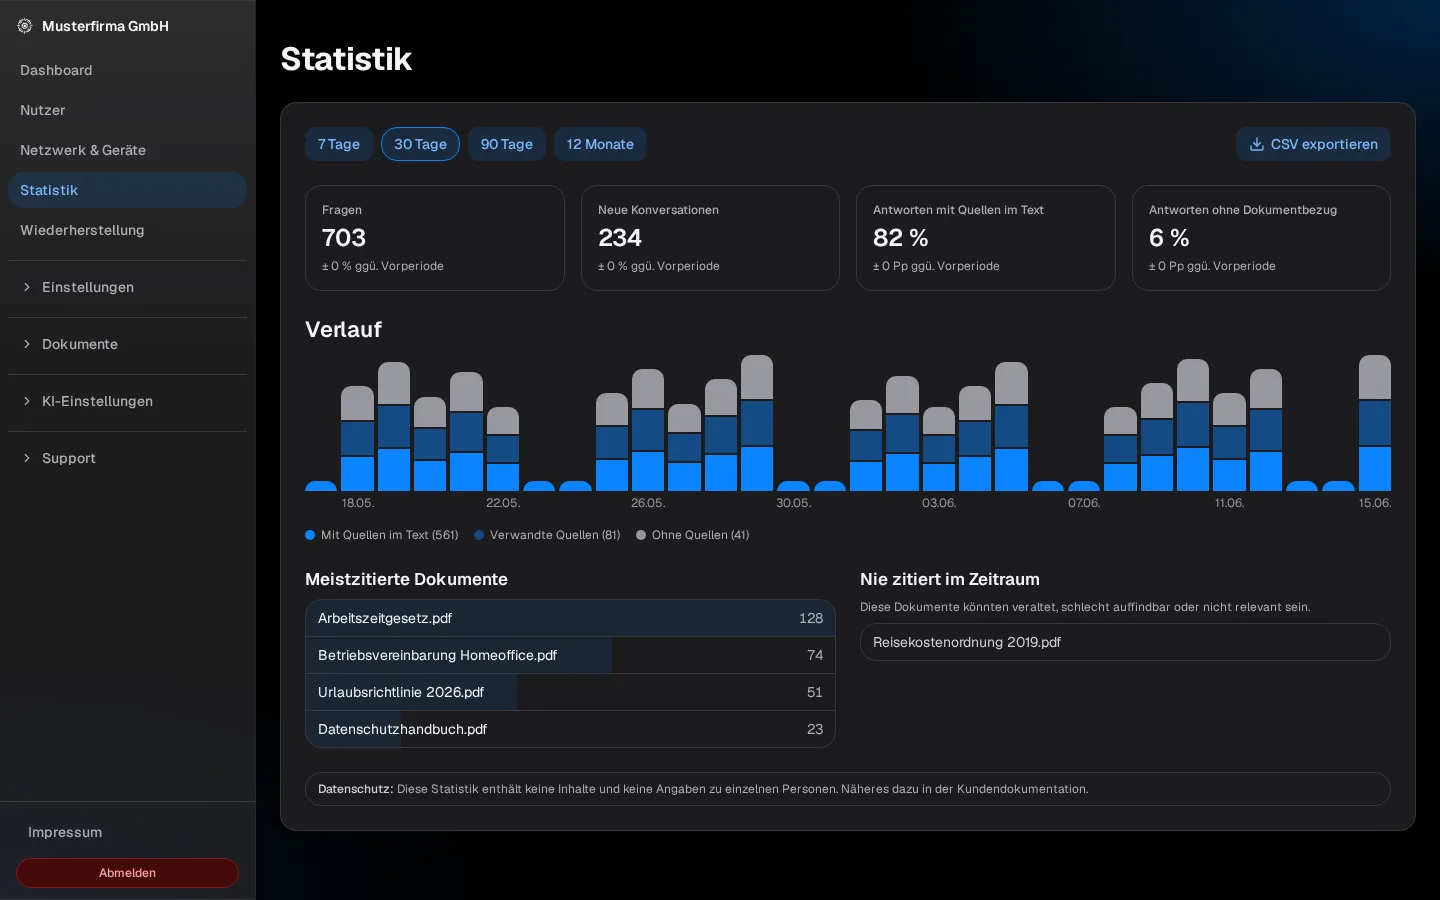 Musterfirma GmbH
Dashboard
Nutzer
Netzwerk & Geräte
Statistik
Wiederherstellung
Einstellungen
Dokumente
KI-Einstellungen
Support
Impressum
Abmelden
Statistik
7 Tage
30 Tage
90 Tage
12 Monate
CSV exportieren
Fragen
703
± 0 % ggü. Vorperiode
Neue Konversationen
234
± 0 % ggü. Vorperiode
Antworten mit Quellen im Text
82 %
± 0 Pp ggü. Vorperiode
Antworten ohne Dokumentbezug
6 %
± 0 Pp ggü. Vorperiode
Verlauf
18.05. 22.05. 26.05. 30.05. 03.06. 07.06. 11.06. 15.06.
Mit Quellen im Text (561) Verwandte Quellen (81) Ohne Quellen (41)
Meistzitierte Dokumente
Arbeitszeitgesetz.pdf 128
Betriebsvereinbarung Homeoffice.pdf 74
Urlaubsrichtlinie 2026.pdf 51
Datenschutzhandbuch.pdf 23
Nie zitiert im Zeitraum
Diese Dokumente könnten veraltet, schlecht auffindbar oder nicht relevant sein.
Reisekostenordnung 2019.pdf
Datenschutz: Diese Statistik enthält keine Inhalte und keine Angaben zu einzelnen Personen. Näheres dazu in der Kundendokumentation.